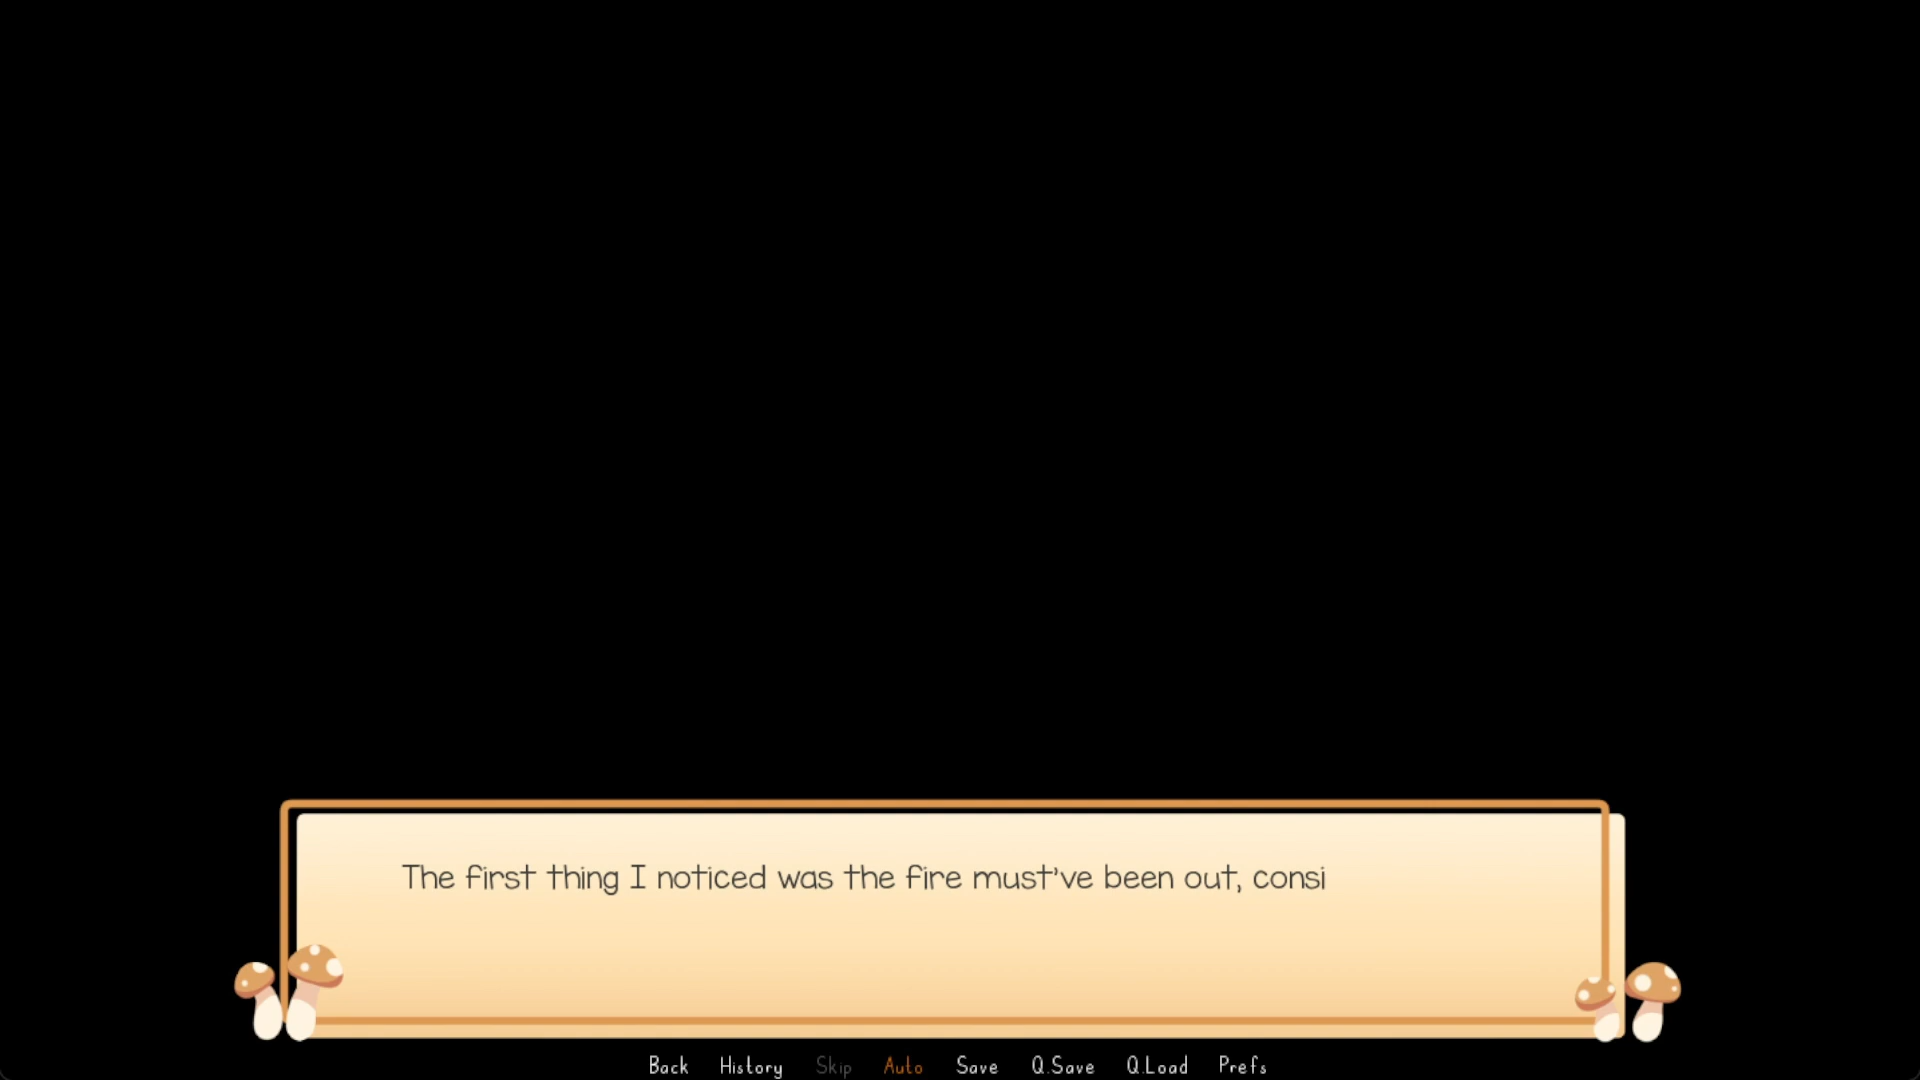 The first thing I noticed was the fire must've been out, consi
Back History Skip Auto Save Q.Save Q.Load Prefs